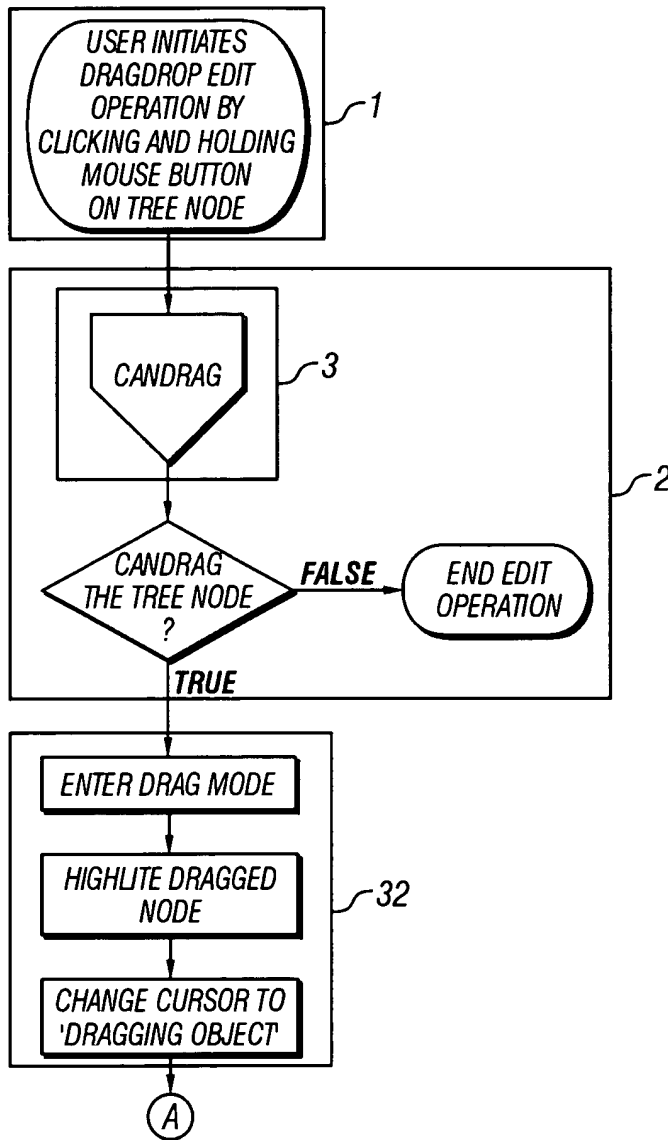 USER INITIATES
DRAGDROP EDIT
OPERATION BY
CLICKING AND HOLDING
MOUSE BUTTON
ON TREE NODE
1
CANDRAG
3
2
CANDRAG
THE TREE NODE
?
FALSE
END EDIT
OPERATION
TRUE
ENTER DRAG MODE
HIGHLITE DRAGGED
NODE
32
CHANGE CURSOR TO
'DRAGGING OBJECT'
A